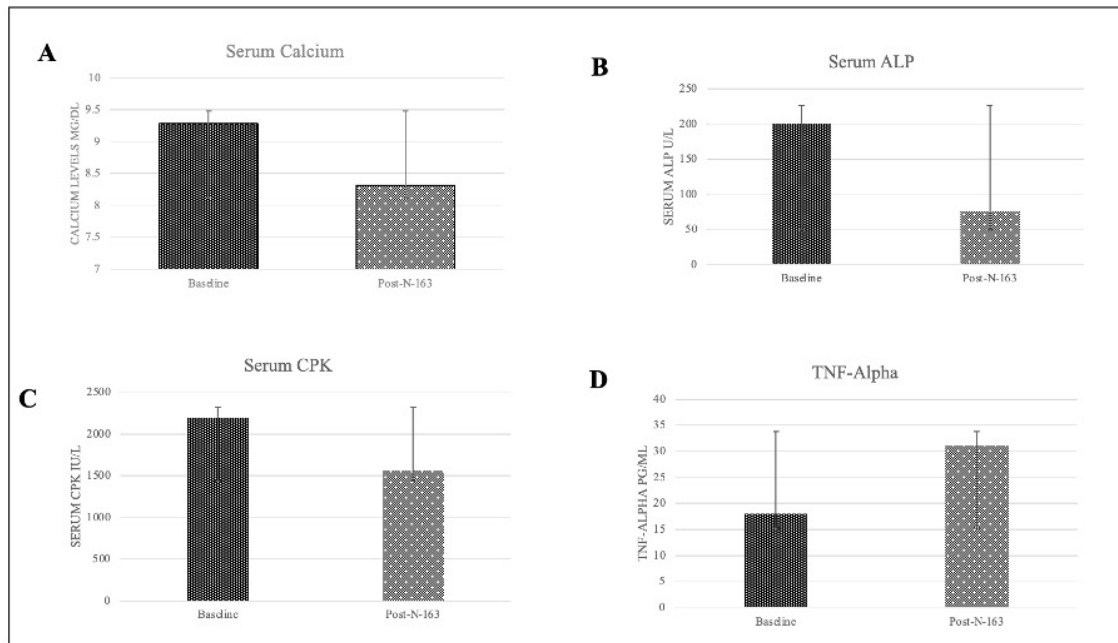 A
Serum Calcium
CALCIUM LEVELS MG/DL
10
9.5
9
8.5
8
7.5
7
Baseline
Post-N-163
B
Serum ALP
SERUM ALP U/L
250
200
150
100
50
0
Baseline
Post-N-163
C
Serum CPK
SERUM CPK IU/L
2500
2000
1500
1000
500
0
Baseline
Post-N-163
D
TNF-Alpha
TNF-ALPHA PG/ML
40
35
30
25
20
15
10
5
0
Baseline
Post-N-163